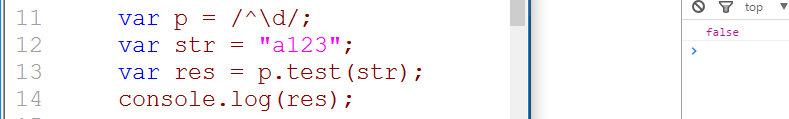 11 var p = /^\d/;
12 var str = "a123";
13 var res = p.test(str);
14 console.log(res);
top
false